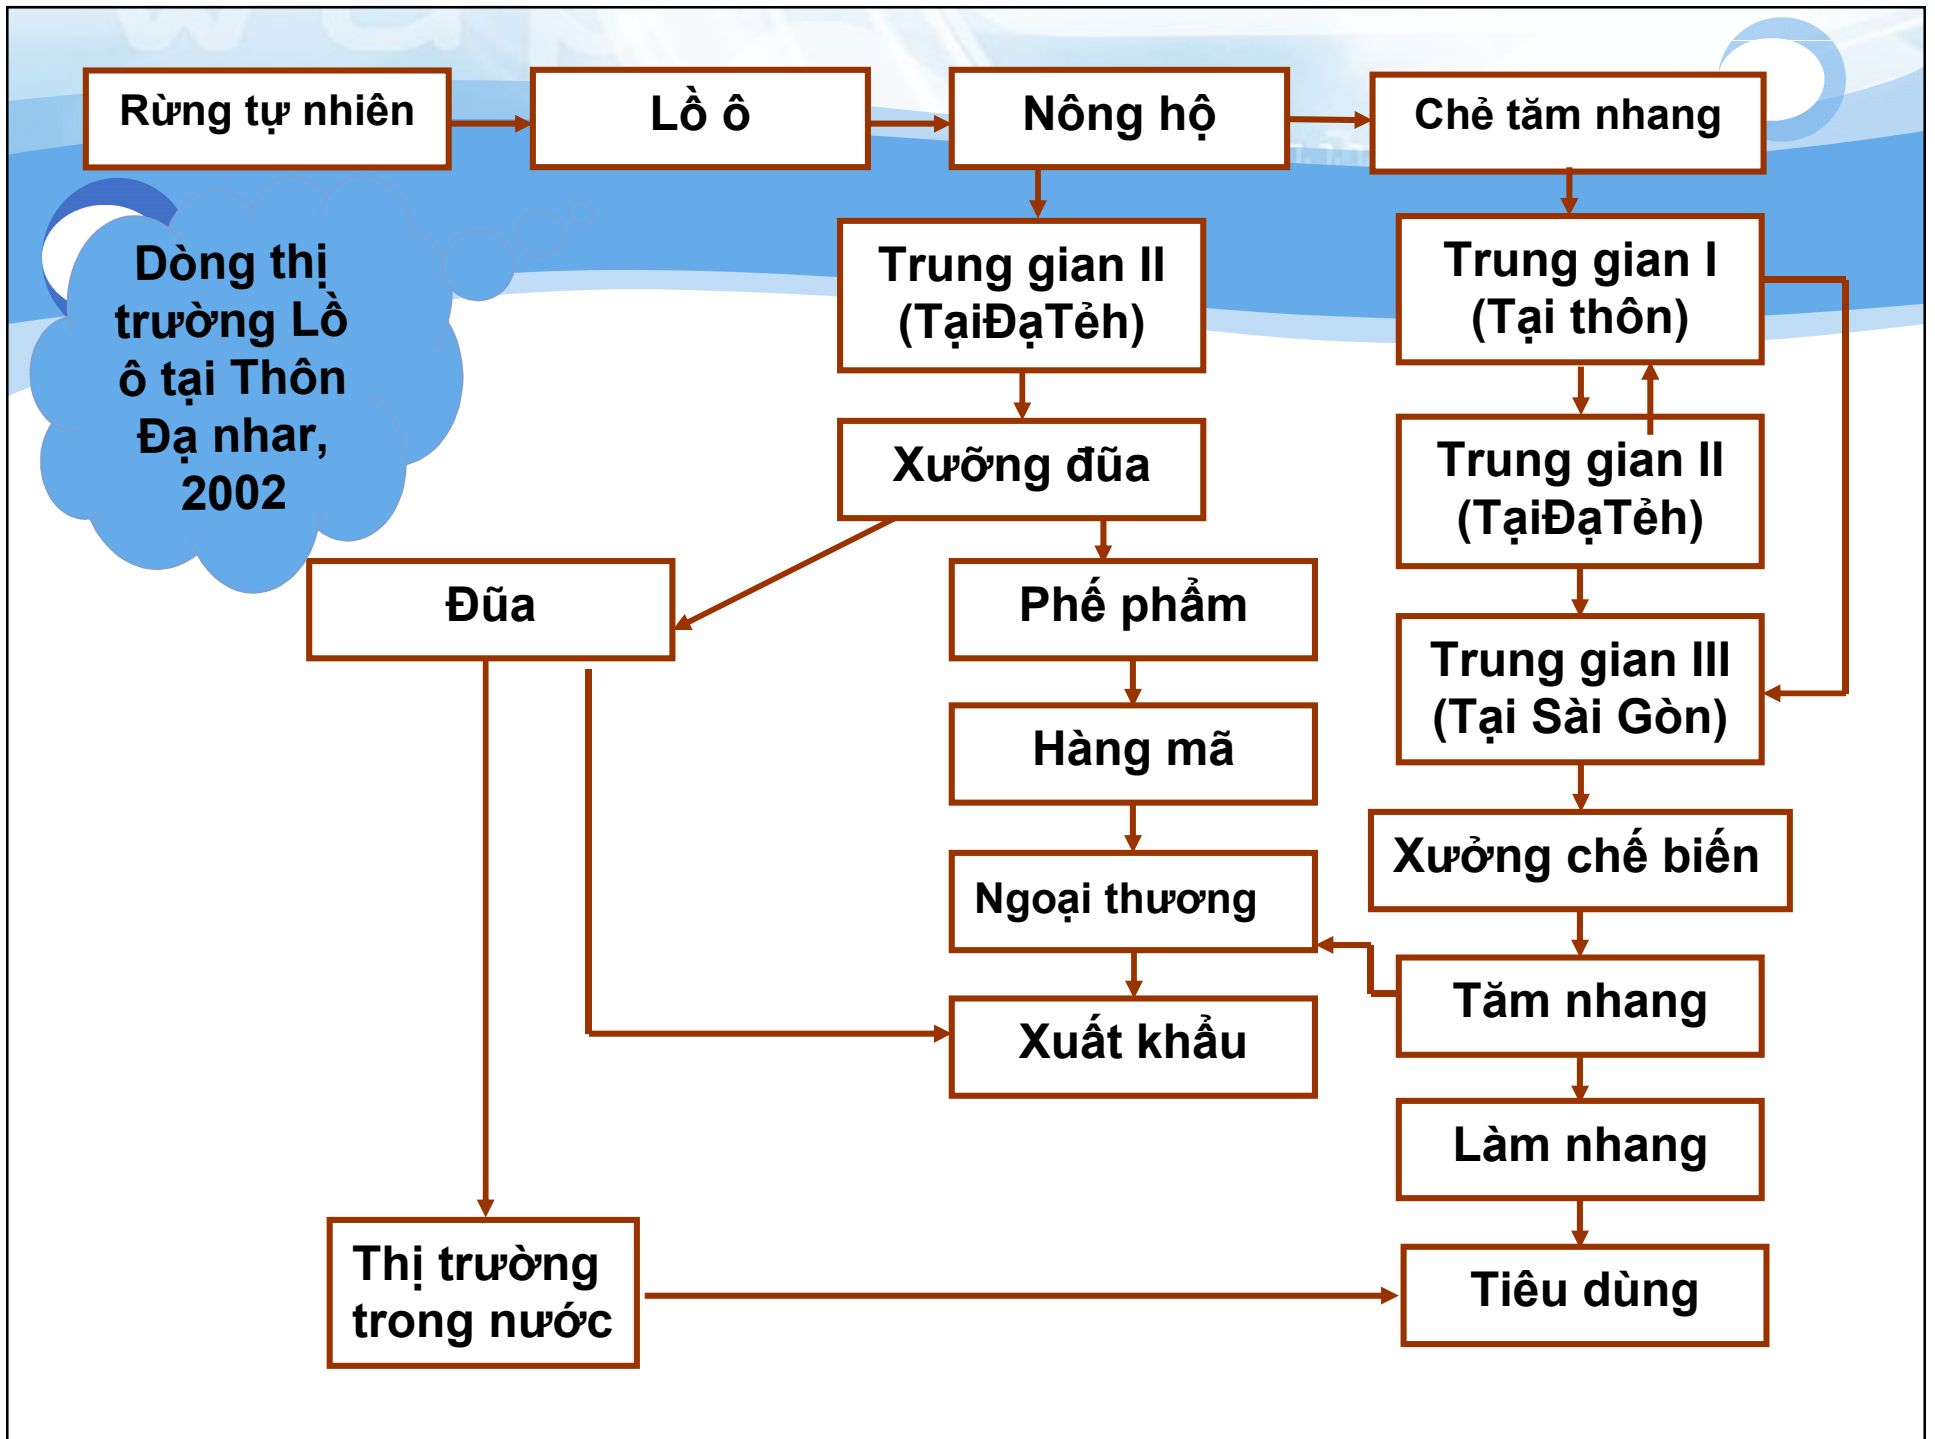 Rừng tự nhiên
Lồ ô
Nông hộ
Chẻ tăm nhang
Dòng thị
trường Lồ
ô tại Thôn
Đạ nhar,
2002
Trung gian II
(TạiĐạTẻh)
Trung gian I
(Tại thôn)
Xưỡng đũa
Trung gian II
(TạiĐạTẻh)
Đũa
Phế phẩm
Trung gian III
(Tại Sài Gòn)
Hàng mã
Xưởng chế biến
Ngoại thương
Tăm nhang
Xuất khẩu
Làm nhang
Thị trường
trong nước
Tiêu dùng